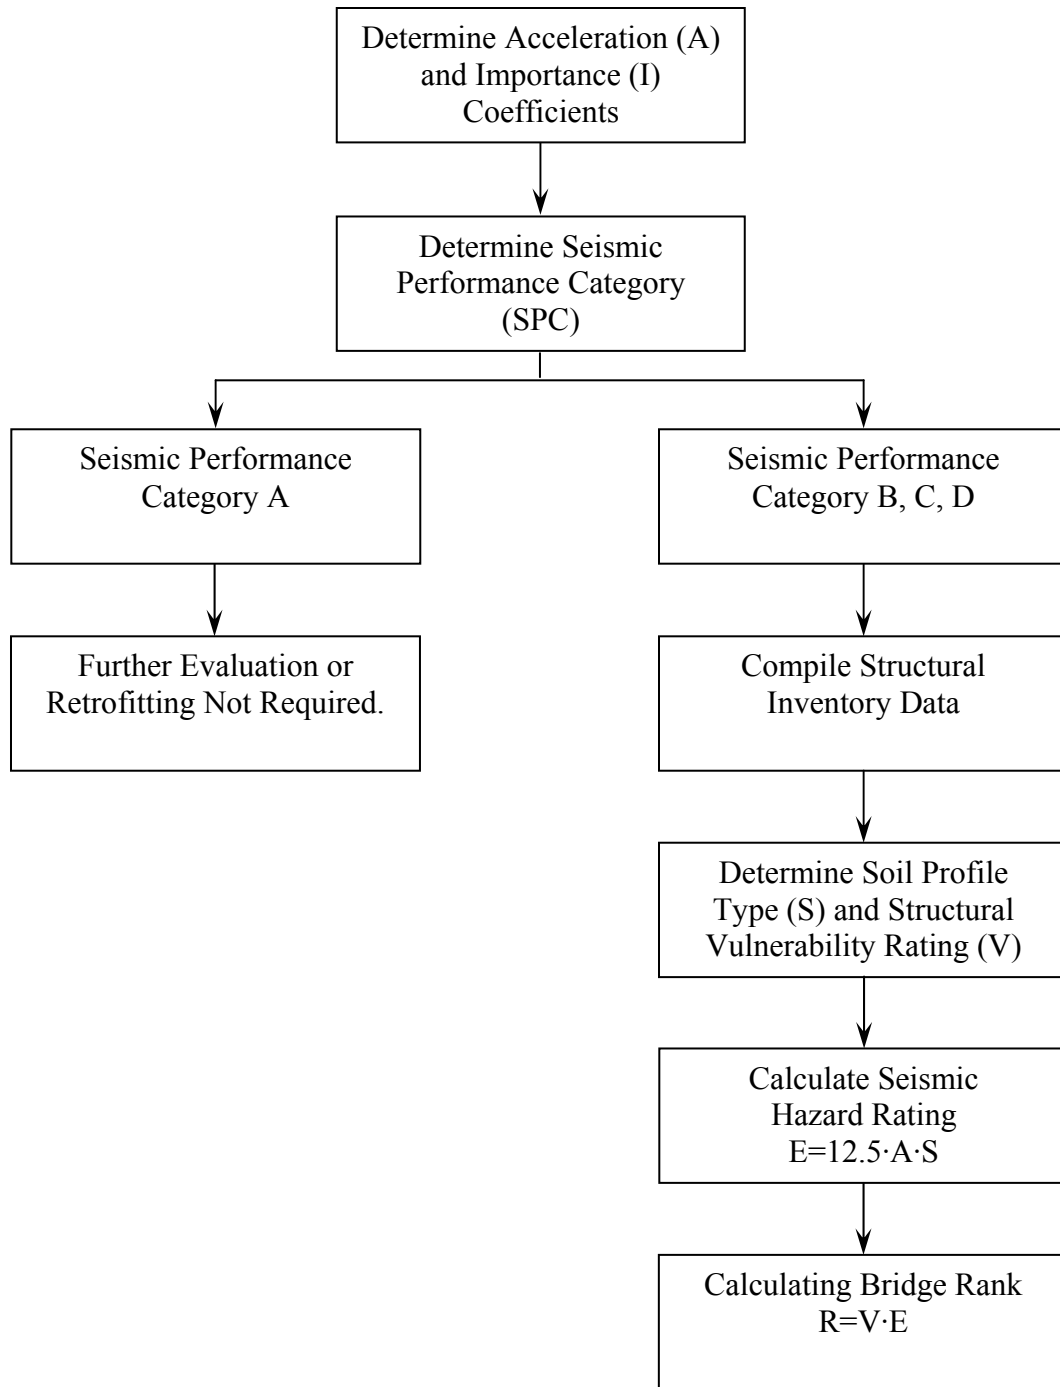 Determine Acceleration (A)
and Importance (I)
Coefficients
Determine Seismic
Performance Category
(SPC)
Seismic Performance
Category A
Seismic Performance
Category B, C, D
Further Evaluation or
Retrofitting Not Required.
Compile Structural
Inventory Data
Determine Soil Profile
Type (S) and Structural
Vulnerability Rating (V)
Calculate Seismic
Hazard Rating
E=12.5·A·S
Calculating Bridge Rank
R=V·E